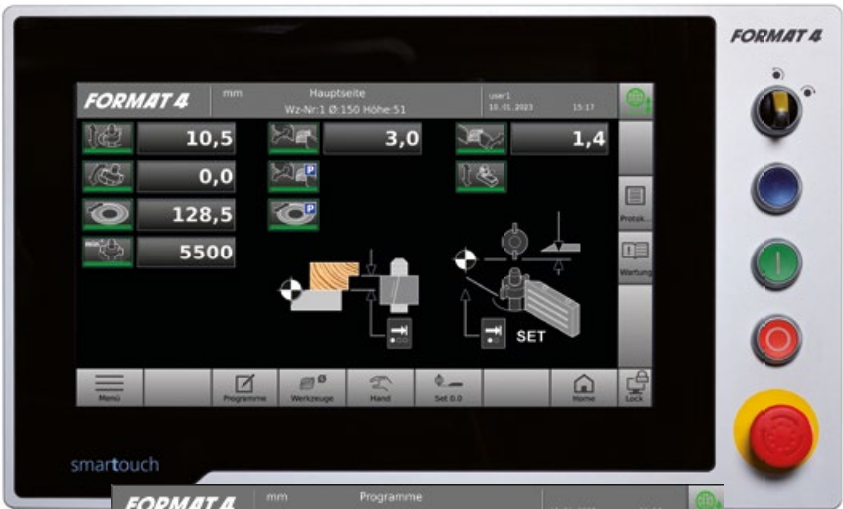 FORMAT 4
FORMAT 4
mm
Hauptseite
Wz-Nr:1 Ø:150 Höhe:51
user1
10.01.2023
15:17
10,5
3,0
1,4
0,0
P
128,5
P
5500
Protok...
Wartung
SET
Menü
Programme
Werkzeuge
Hand
Set 0.0
Home
Lock
smartouch
FORMAT 4
mm
Programme